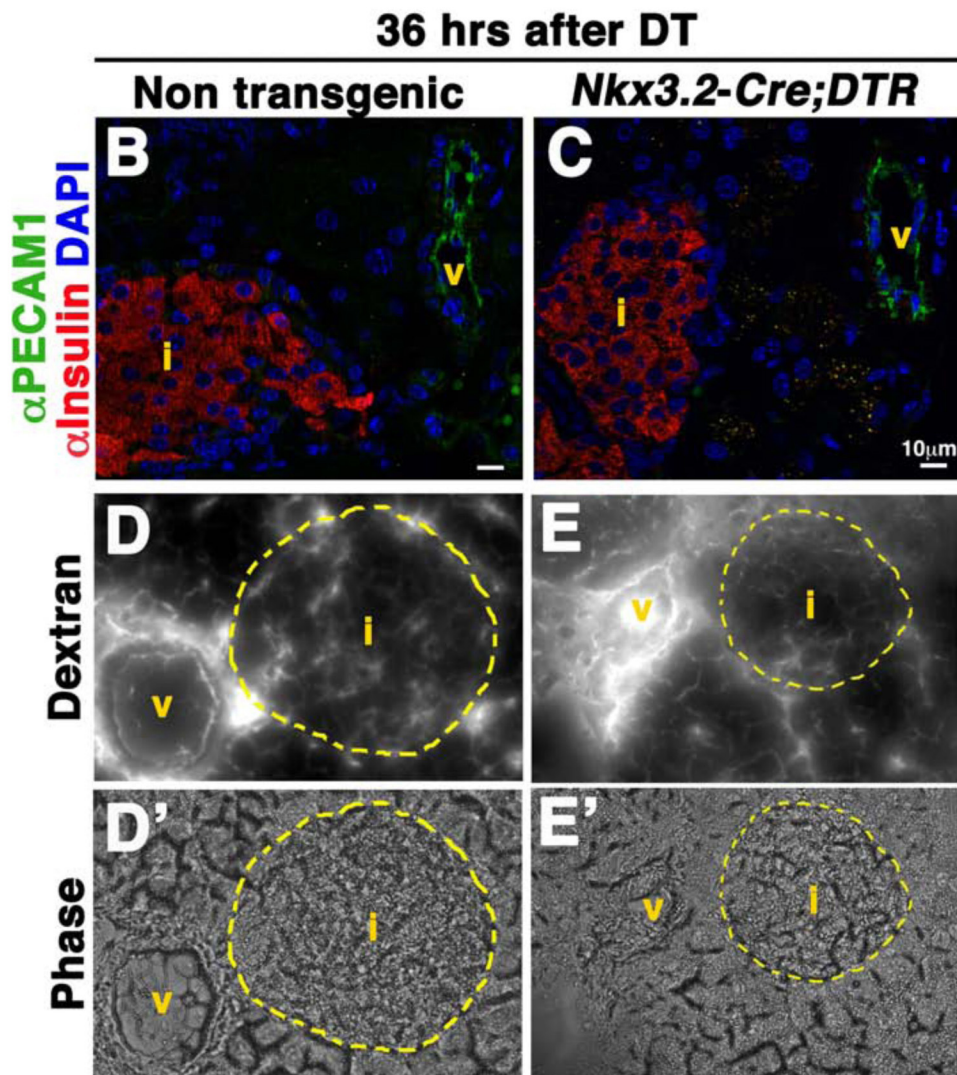 36 hrs after DT
Non transgenic
Nkx3.2-Cre;DTR
αPECAM1
αInsulin DAPI
B
i
v
C
i
v
10μm
Dextran
D
v
i
E
v
i
Phase
D’
v
i
E’
v
i